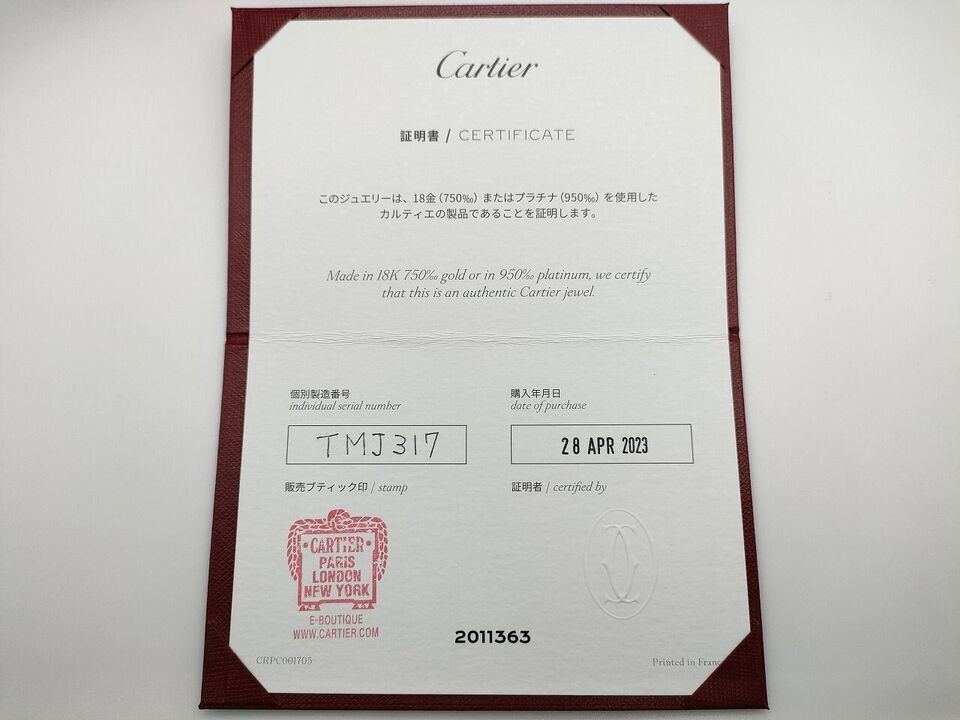 Cartier
証明書 / CERTIFICATE
このジュエリーは、18金(750‰)またはプラチナ(950‰)を使用した
カルティエの製品であることを証明します。
Made in 18K 750‰ gold or in 950‰ platinum, we certify
that this is an authentic Cartier jewel.
個別製造番号
individual serial number
TMJ317
購入年月日
date of purchase
28 APR 2023
販売ブティック印 / stamp
証明者 / certified by
CARTIER
PARIS
LONDON
NEW YORK
E-BOUTIQUE
WWW.CARTIER.COM
2011363
CRPC001705
Printed in Franc